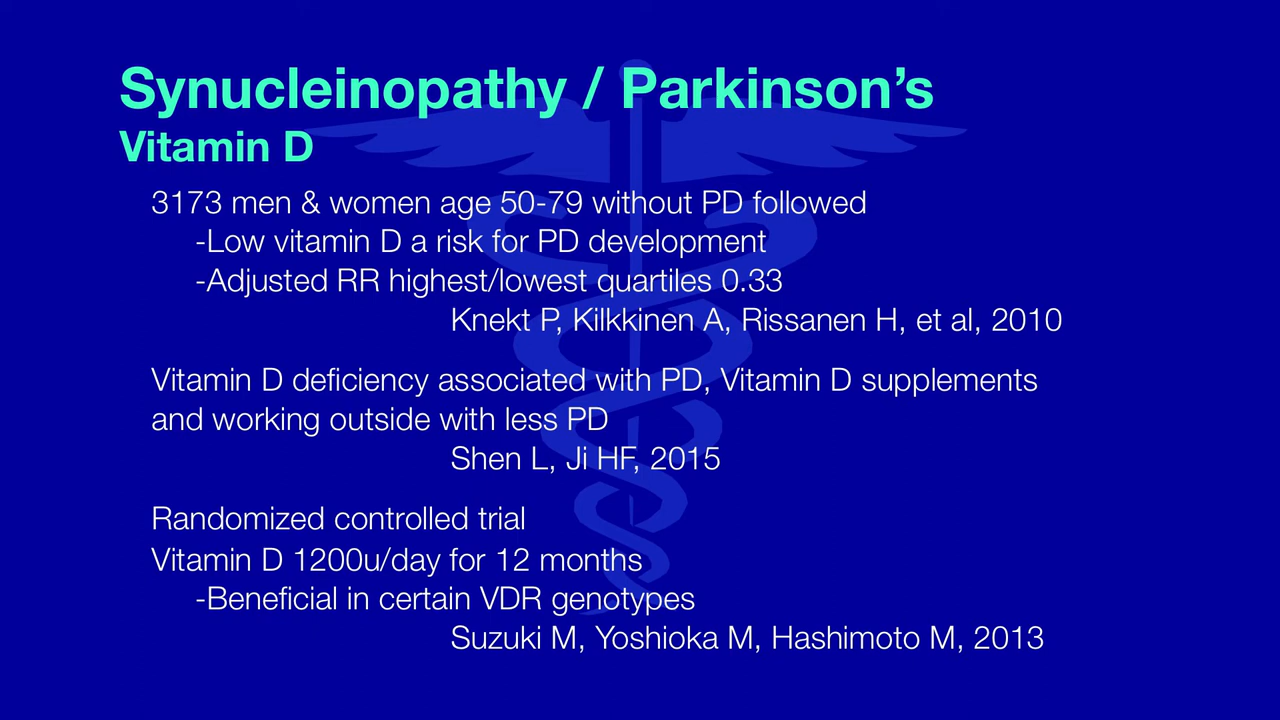 Synucleinopathy / Parkinson’s
Vitamin D
3173 men & women age 50-79 without PD followed
-Low vitamin D a risk for PD development
-Adjusted RR highest/lowest quartiles 0.33
Knekt P, Kilkkinen A, Rissanen H, et al, 2010
Vitamin D deficiency associated with PD, Vitamin D supplements
and working outside with less PD
Shen L, Ji HF, 2015
Randomized controlled trial
Vitamin D 1200u/day for 12 months
-Beneficial in certain VDR genotypes
Suzuki M, Yoshioka M, Hashimoto M, 2013